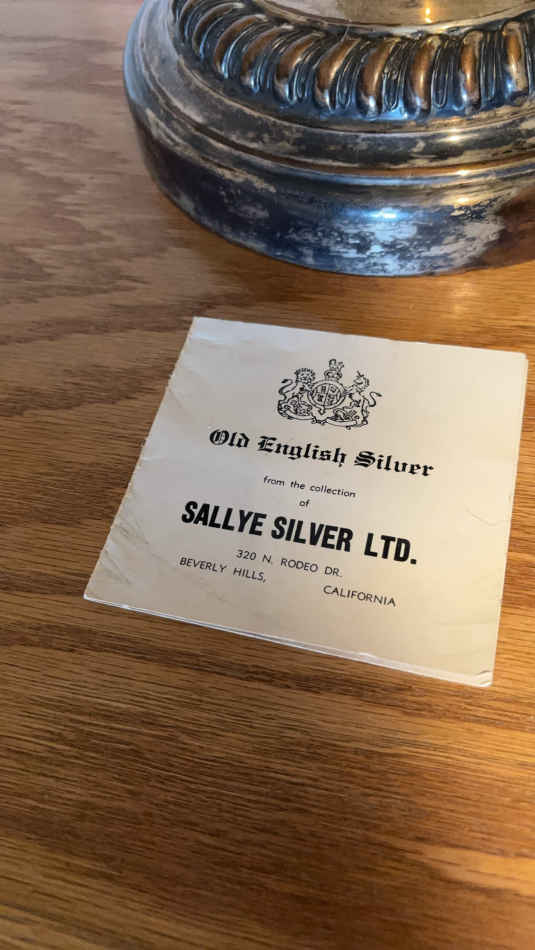 Old English Silver
from the collection
of
SALLYE SILVER LTD.
320 N. RODEO DR.
BEVERLY HILLS, CALIFORNIA